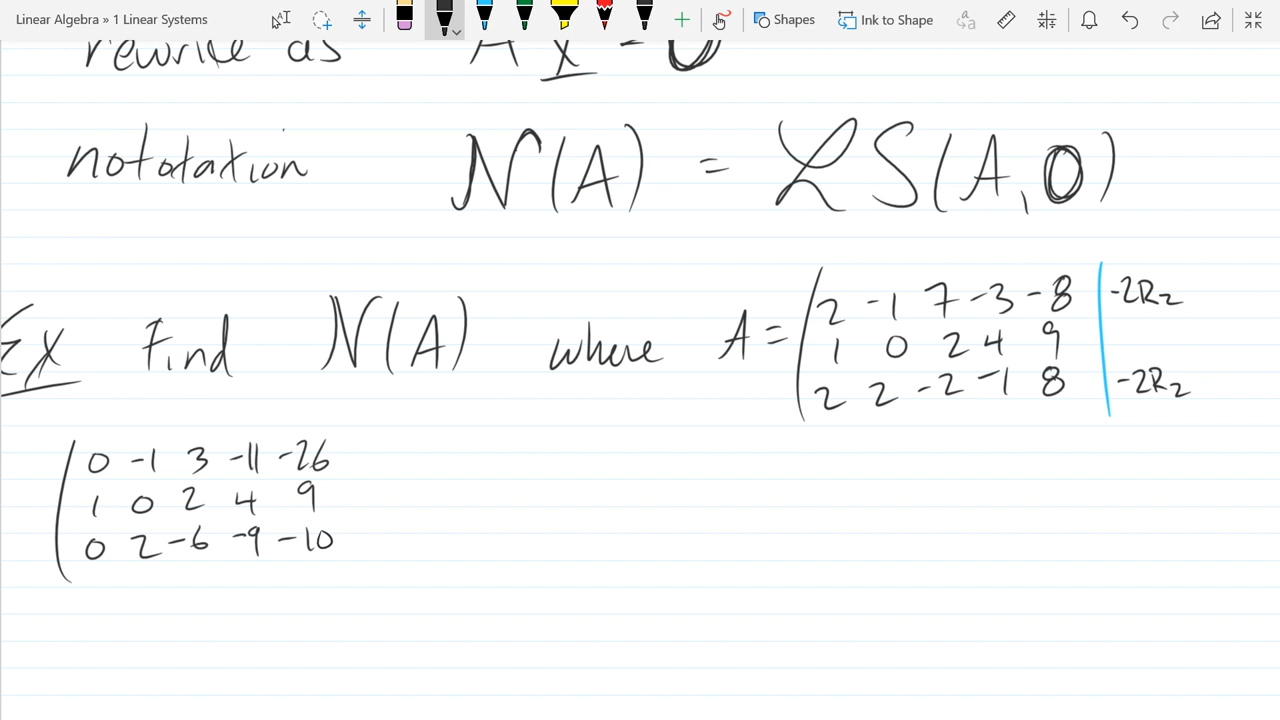 Linear Algebra » 1 Linear Systems Shapes Ink to Shape
rewrite as A x = 0
nototation N(A) = LS(A, 0)
Ex Find N(A) where A =
2 -1 7 -3 -8 -2R2
1 0 2 4 9
2 2 -2 -1 8 -2R2
0 -1 3 -11 -26
1 0 2 4 9
0 2 -6 -9 -10